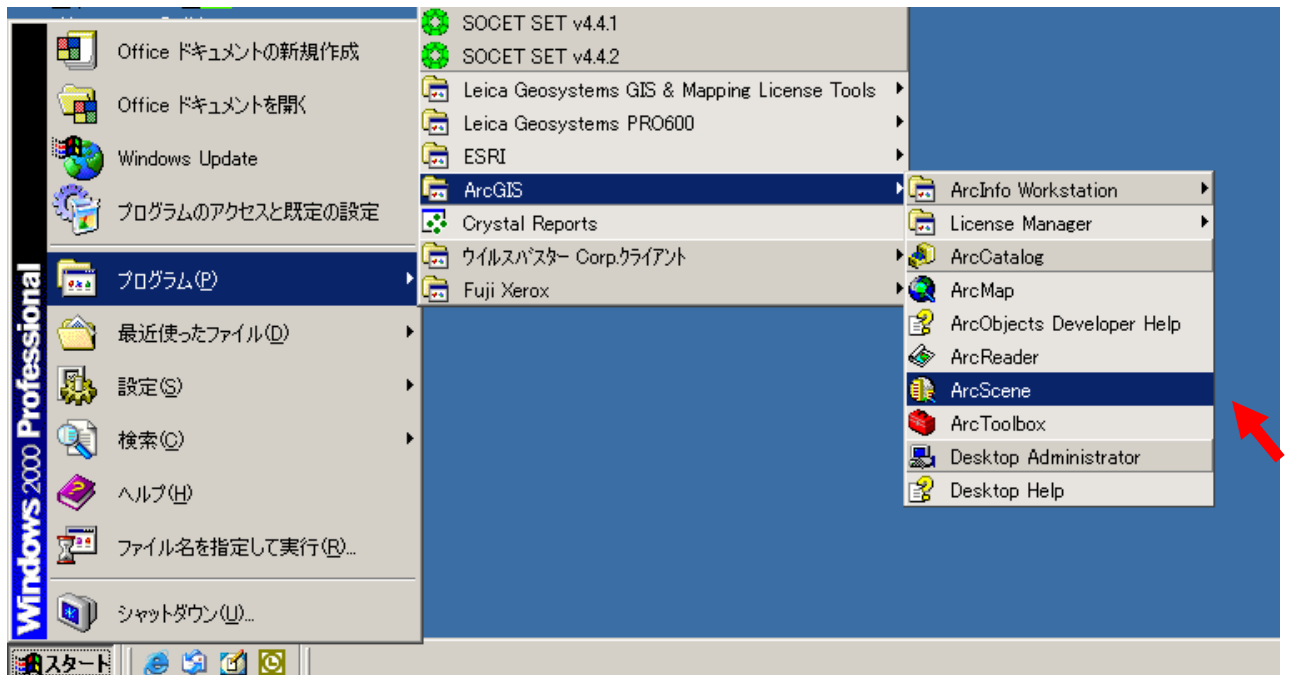 Office ドキュメントの新規作成
Office ドキュメントを開く
Windows Update
プログラムのアクセスと既定の設定
プログラム(P)
最近使ったファイル(D)
設定(S)
検索(C)
ヘルプ(H)
ファイル名を指定して実行(R)...
シャットダウン(U)...
Windows 2000 Professional
スタート
SOCET SET v4.4.1
SOCET SET v4.4.2
Leica Geosystems GIS & Mapping License Tools
Leica Geosystems PRO600
ESRI
ArcGIS
Crystal Reports
ウイルスバスター Corp.クライアント
Fuji Xerox
ArcInfo Workstation
License Manager
ArcCatalog
ArcMap
ArcObjects Developer Help
ArcReader
ArcScene
ArcToolbox
Desktop Administrator
Desktop Help